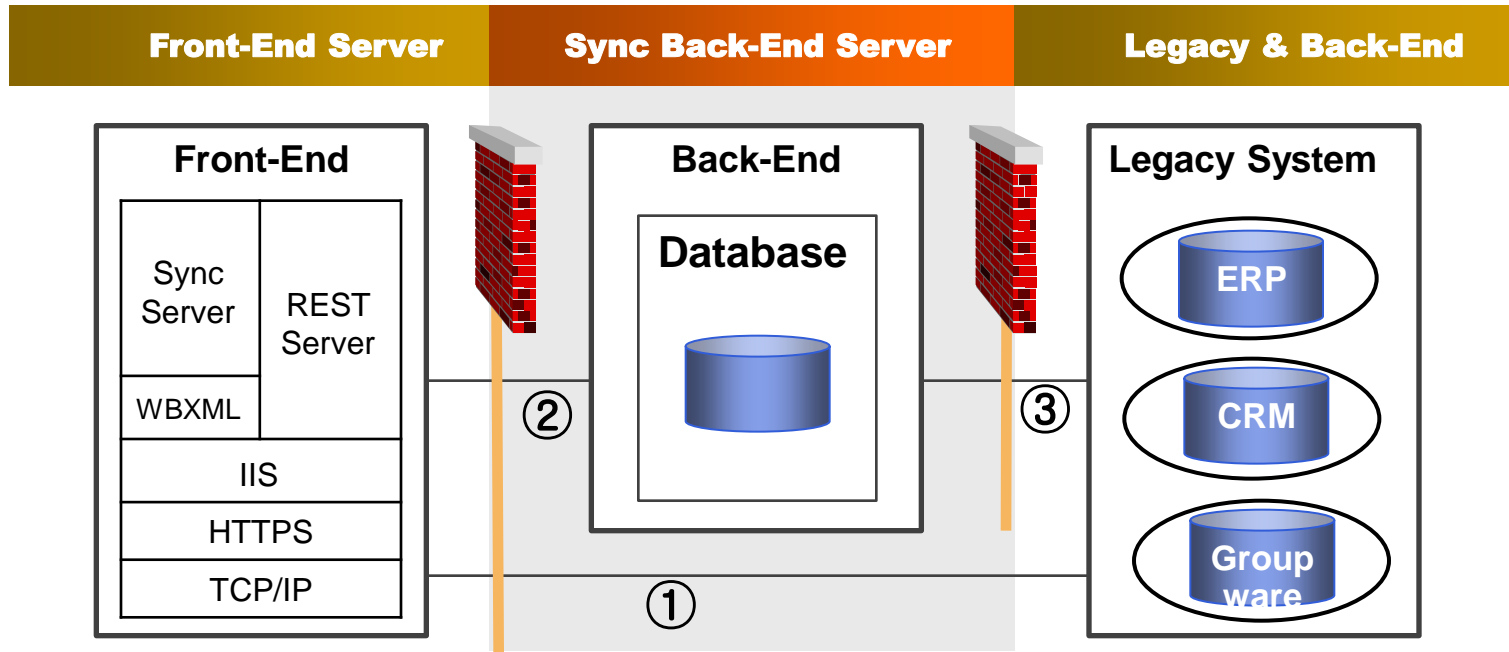 Front-End Server
Sync Back-End Server
Legacy & Back-End
Front-End
Sync
Server
REST
Server
WBXML
IIS
HTTPS
TCP/IP
②
Back-End
Database
①
③
Legacy System
ERP
CRM
Group
ware